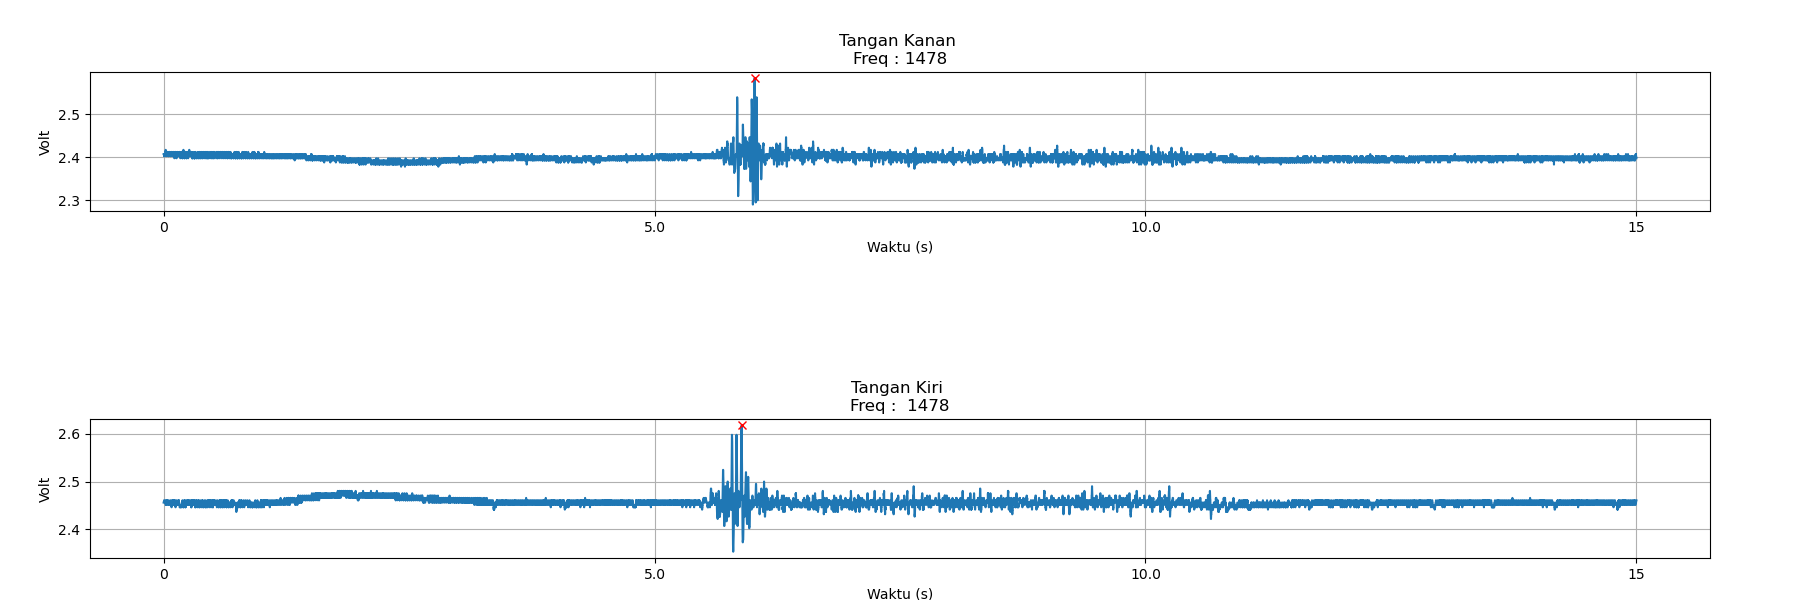 Tangan Kanan
Freq : 1478
Volt
2.5
2.4
2.3
0 5.0 10.0 15
Waktu (s)
Tangan Kiri
Freq :  1478
Volt
2.6
2.5
2.4
0 5.0 10.0 15
Waktu (s)